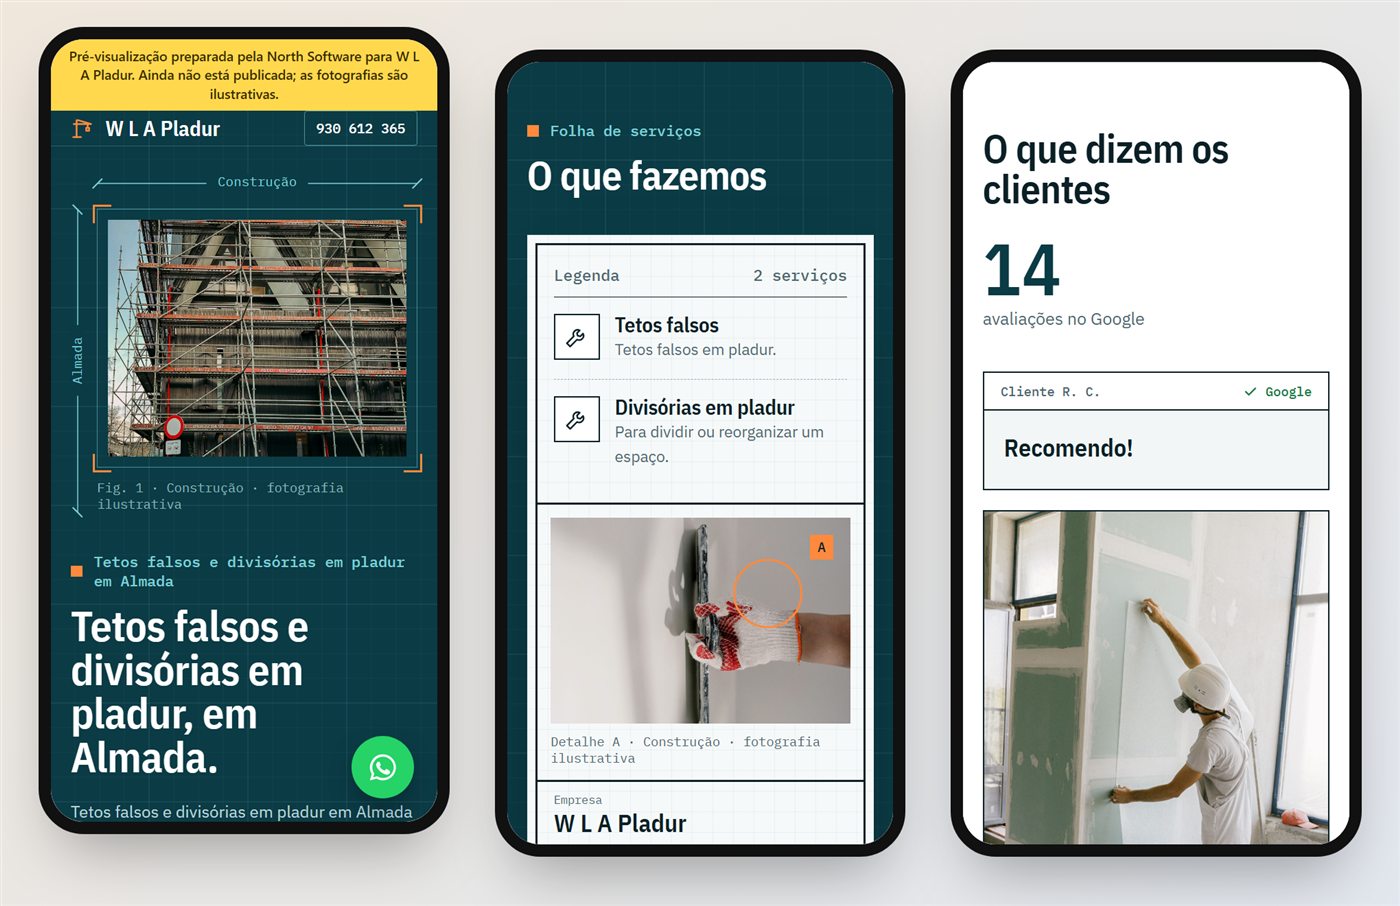 Pré-visualização preparada pela North Software para W L
A Pladur. Ainda não está publicada; as fotografias são
ilustrativas.
W L A Pladur
930 612 365
Construção
Almada
Fig. 1 · Construção · fotografia
ilustrativa
Tetos falsos e divisórias em pladur
em Almada
Tetos falsos e
divisórias em
pladur, em
Almada.
Tetos falsos e divisórias em pladur em Almada
Folha de serviços
O que fazemos
Legenda
2 serviços
Tetos falsos
Tetos falsos em pladur.
Divisórias em pladur
Para dividir ou reorganizar um
espaço.
A
Detalhe A · Construção · fotografia
ilustrativa
Empresa
W L A Pladur
O que dizem os
clientes
14
avaliações no Google
Cliente R. C.
Google
Recomendo!